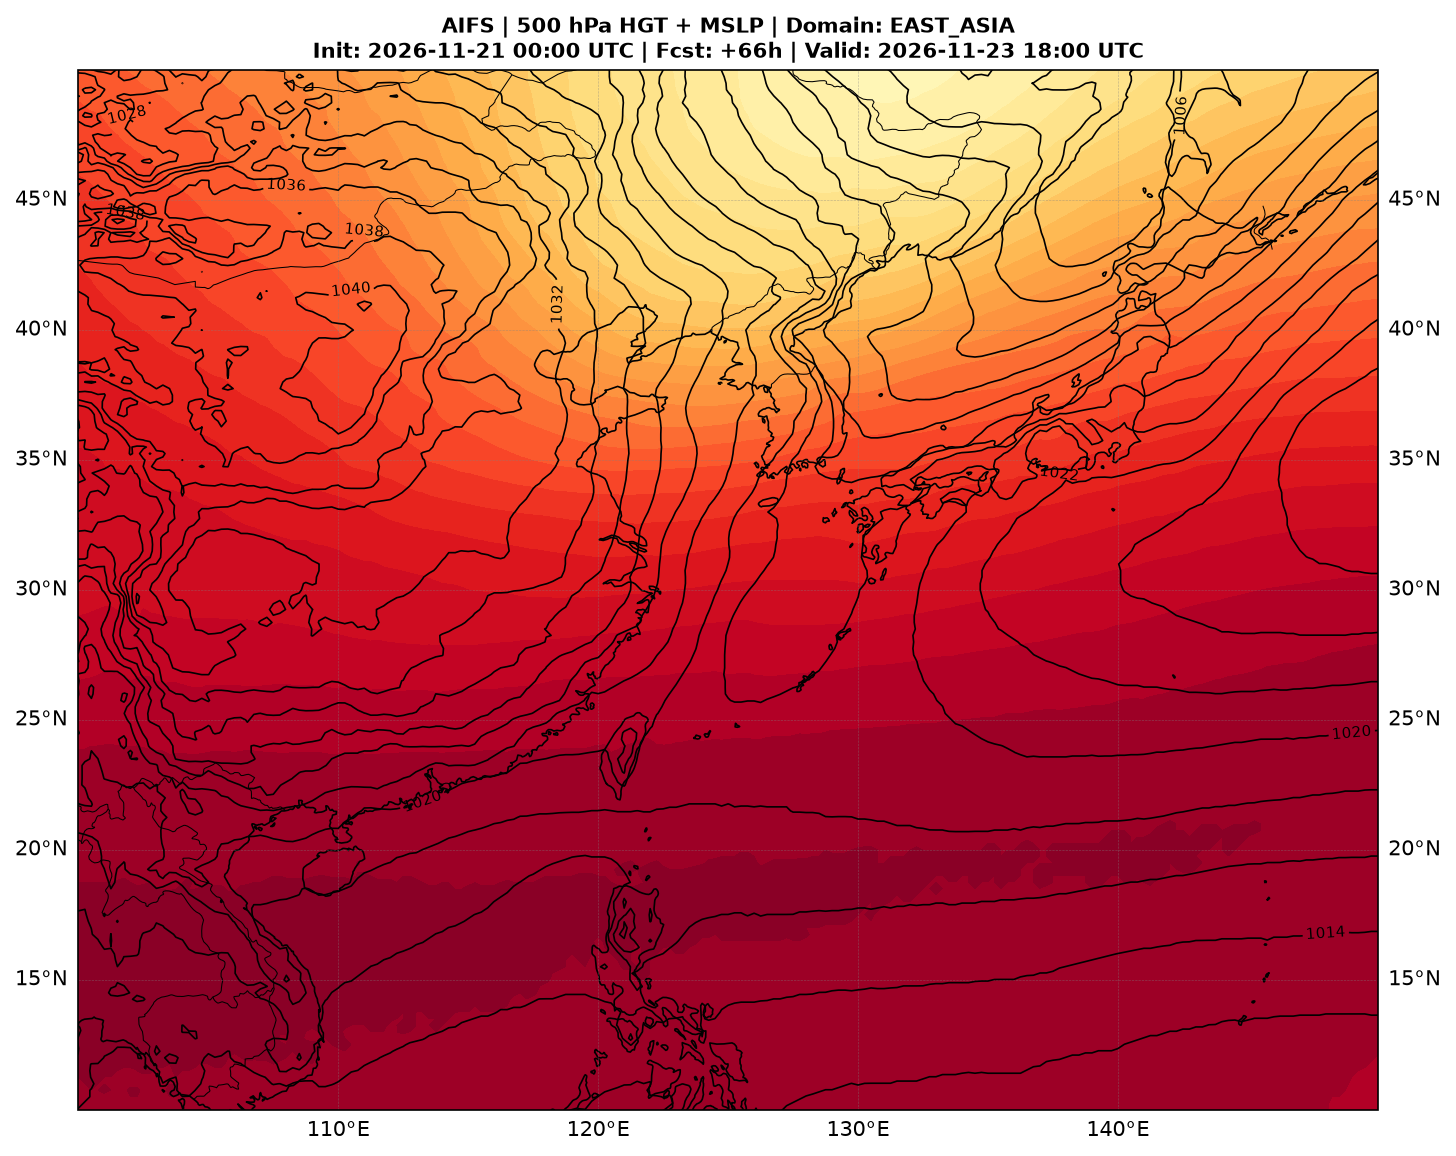 AIFS | 500 hPa HGT + MSLP | Domain: EAST_ASIA
Init: 2026-11-21 00:00 UTC | Fcst: +66h | Valid: 2026-11-23 18:00 UTC
1028
1006
1036
1038
1038
1040
1032
1022
1020
1020
1014
45°N
45°N
40°N
40°N
35°N
35°N
30°N
30°N
25°N
25°N
20°N
20°N
15°N
15°N
110°E
120°E
130°E
140°E